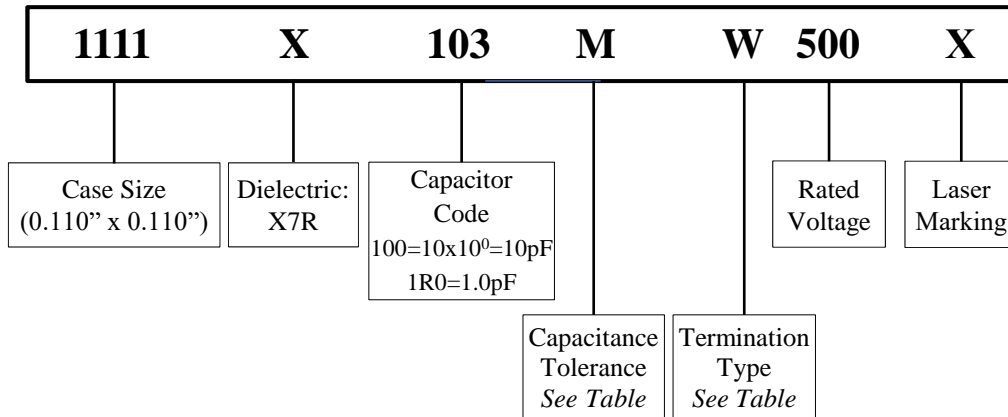 1111 X 103 M W 500 X
Case Size
(0.110” x 0.110”)
Dielectric:
X7R
Capacitor
Code
100=10x10⁰=10pF
1R0=1.0pF
Rated
Voltage
Laser
Marking
Capacitance
Tolerance
See Table
Termination
Type
See Table